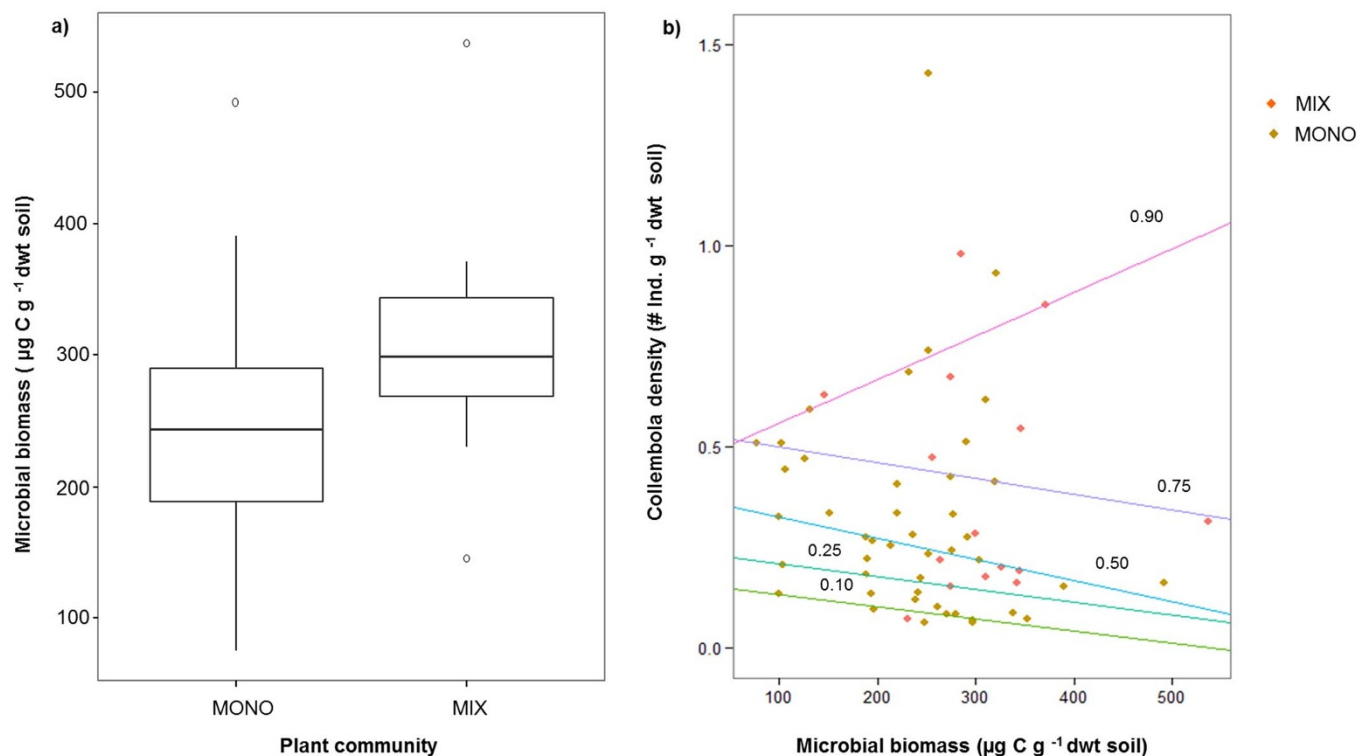 a)
Microbial biomass ( µg C g ⁻¹ dwt soil)
500
400
300
200
100
MONO
MIX
Plant community
b)
Collembola density (# Ind. g ⁻¹ dwt soil)
1.5
1.0
0.5
0.0
0.90
0.75
0.50
0.25
0.10
100
200
300
400
500
Microbial biomass (µg C g ⁻¹ dwt soil)
MIX
MONO